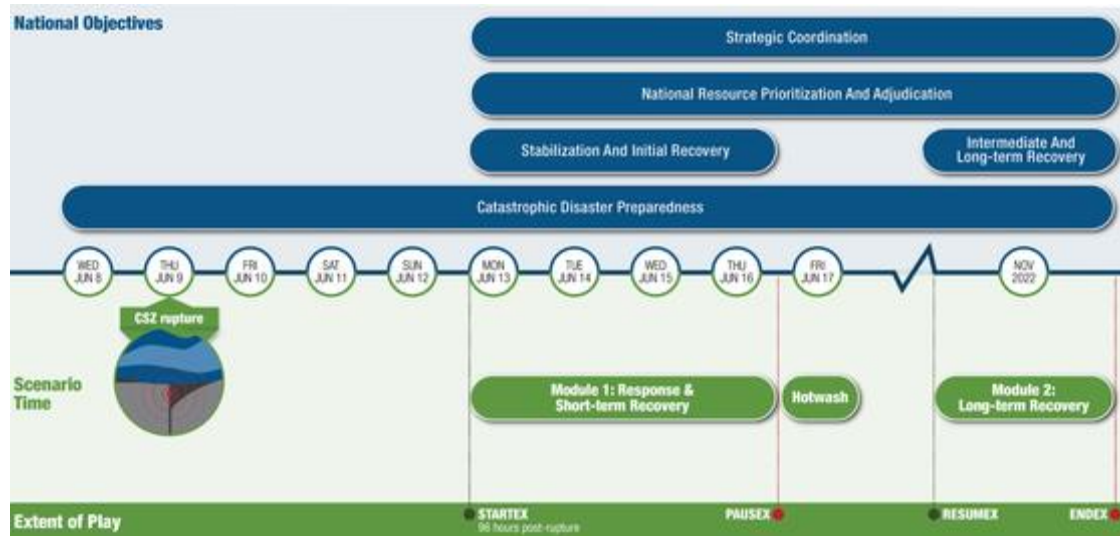 National Objectives
Strategic Coordination
National Resource Prioritization And Adjudication
Stabilization And Initial Recovery
Intermediate And
Long-term Recovery
Catastrophic Disaster Preparedness
WED
JUN 8
THU
JUN 9
FRI
JUN 10
SAT
JUN 11
SUN
JUN 12
MON
JUN 13
TUE
JUN 14
WED
JUN 15
THU
JUN 16
FRI
JUN 17
NOV
2022
CSZ rupture
Scenario
Time
Module 1: Response &
Short-term Recovery
Hotwash
Module 2:
Long-term Recovery
Extent of Play
STARTEX
96 hours post-rupture
PAUSEX
RESUMEX
ENDEX